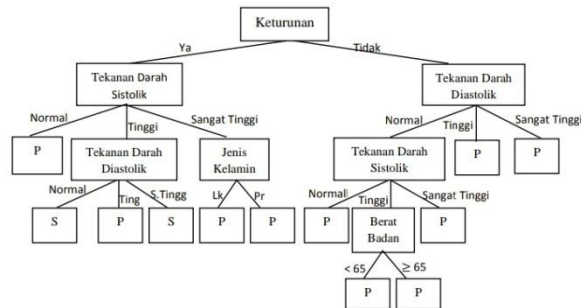 Keturunan
Ya
Tidak
Tekanan Darah
Sistolik
Tekanan Darah
Diastolik
Normal
Tinggi
Sangat Tinggi
Normal
Tinggi
Sangat Tinggi
P
Tekanan Darah
Diastolik
Jenis
Kelamin
Tekanan Darah
Sistolik
P
P
Normal
Ting
S.Tingg
Lk
Pr
Normal
Tinggi
Sangat Tinggi
S
P
S
P
P
P
Berat
Badan
P
< 65
≥ 65
P
P